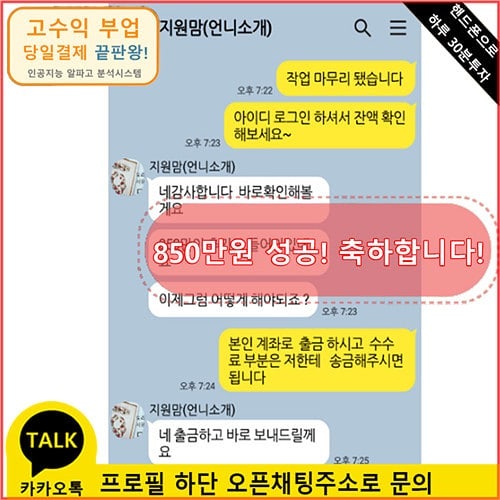 고수익 부업
당일결제 끝판왕!
인공지능 알파고 분석시스템
지원맘(언니소개)
핸드폰으로
하루 30분투자
작업 마무리 됐습니다
오후 7:22
아이디 로그인 하셔서 잔액 확인
해보세요~
오후 7:23
지원맘(언니소개)
네감사합니다 바로확인해볼
게요
850만원 성공! 축하합니다!
이제그럼 어떻게 해야되죠?
오후 7:23
본인 계좌로 출금 하시고 수수
료 부분은 저한테 송금해주시면
됩니다
오후 7:24
지원맘(언니소개)
네 출금하고 바로 보내드릴께
요
오후 7:25
TALK
카카오톡
프로필 하단 오픈채팅주소로 문의